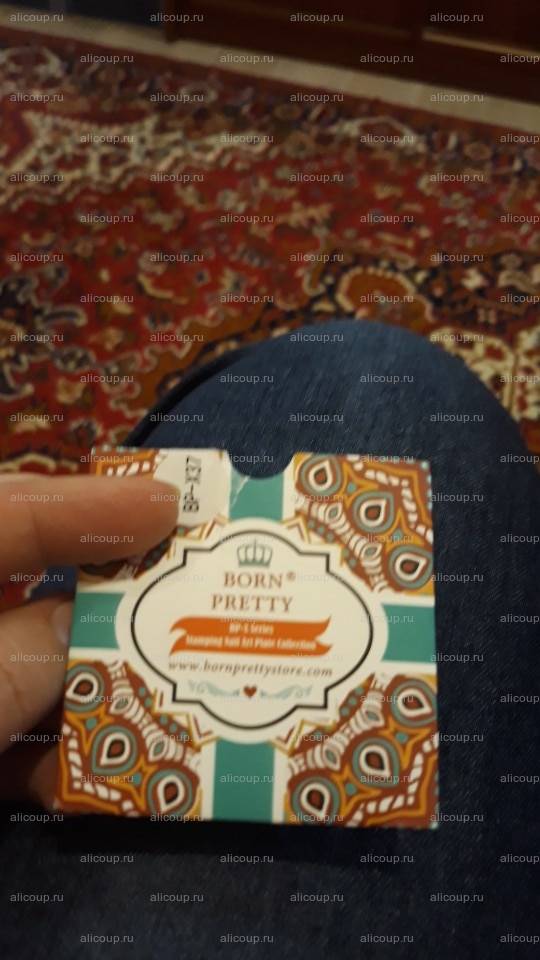 BP-X37
BORN®
PRETTY
BP-X Series
Stamping Nail Art Plate Collection
www.bornprettystore.com
alicoup.ru